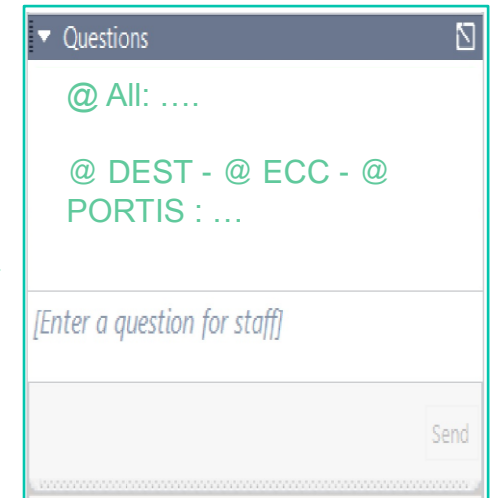 Questions
@ All: ....
@ DEST - @ ECC - @
PORTIS : ...
[Enter a question for staff]
Send